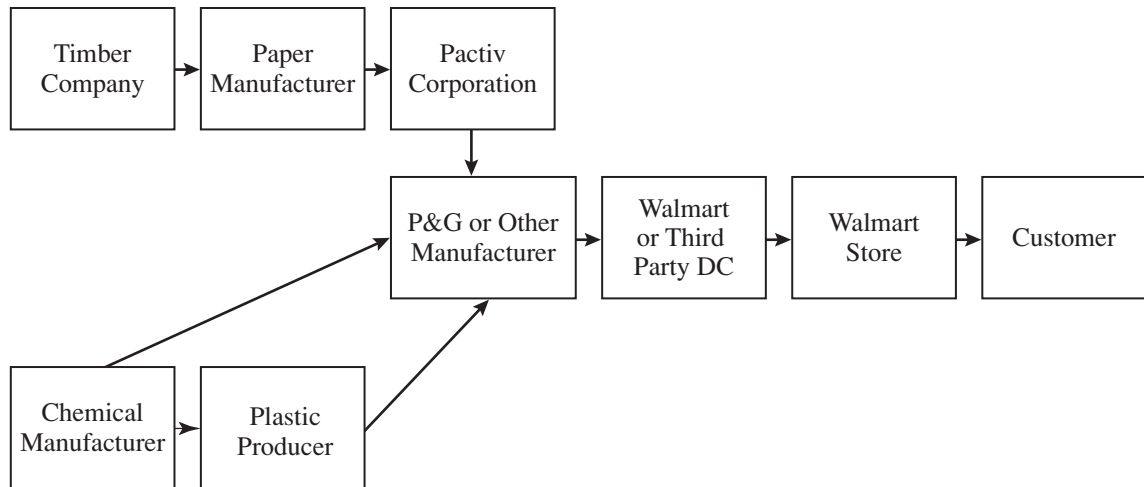 Timber
Company
Paper
Manufacturer
Pactiv
Corporation
P&G or Other
Manufacturer
Walmart
or Third
Party DC
Walmart
Store
Customer
Chemical
Manufacturer
Plastic
Producer